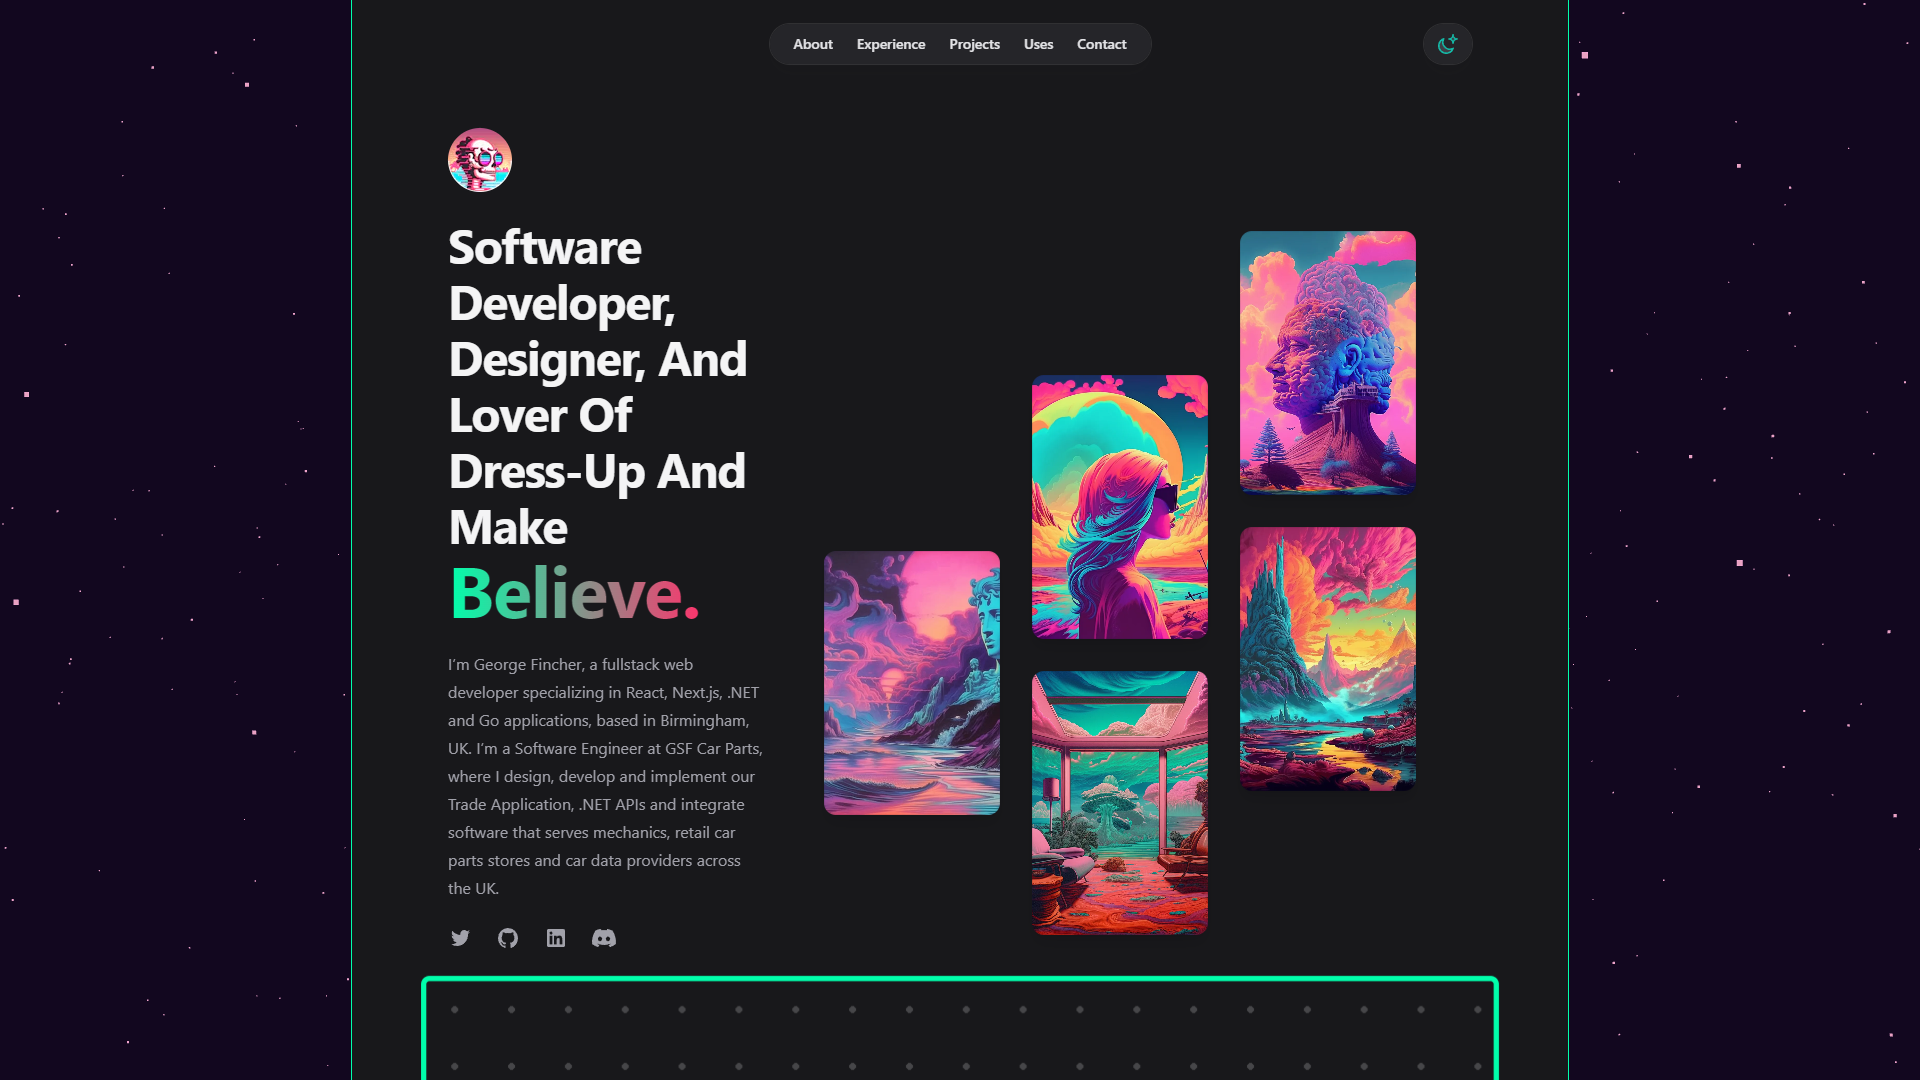 About Experience Projects Uses Contact
Software
Developer,
Designer, And
Lover Of
Dress-Up And
Make
Believe.
I’m George Fincher, a fullstack web
developer specializing in React, Next.js, .NET
and Go applications, based in Birmingham,
UK. I’m a Software Engineer at GSF Car Parts,
where I design, develop and implement our
Trade Application, .NET APIs and integrate
software that serves mechanics, retail car
parts stores and car data providers across
the UK.